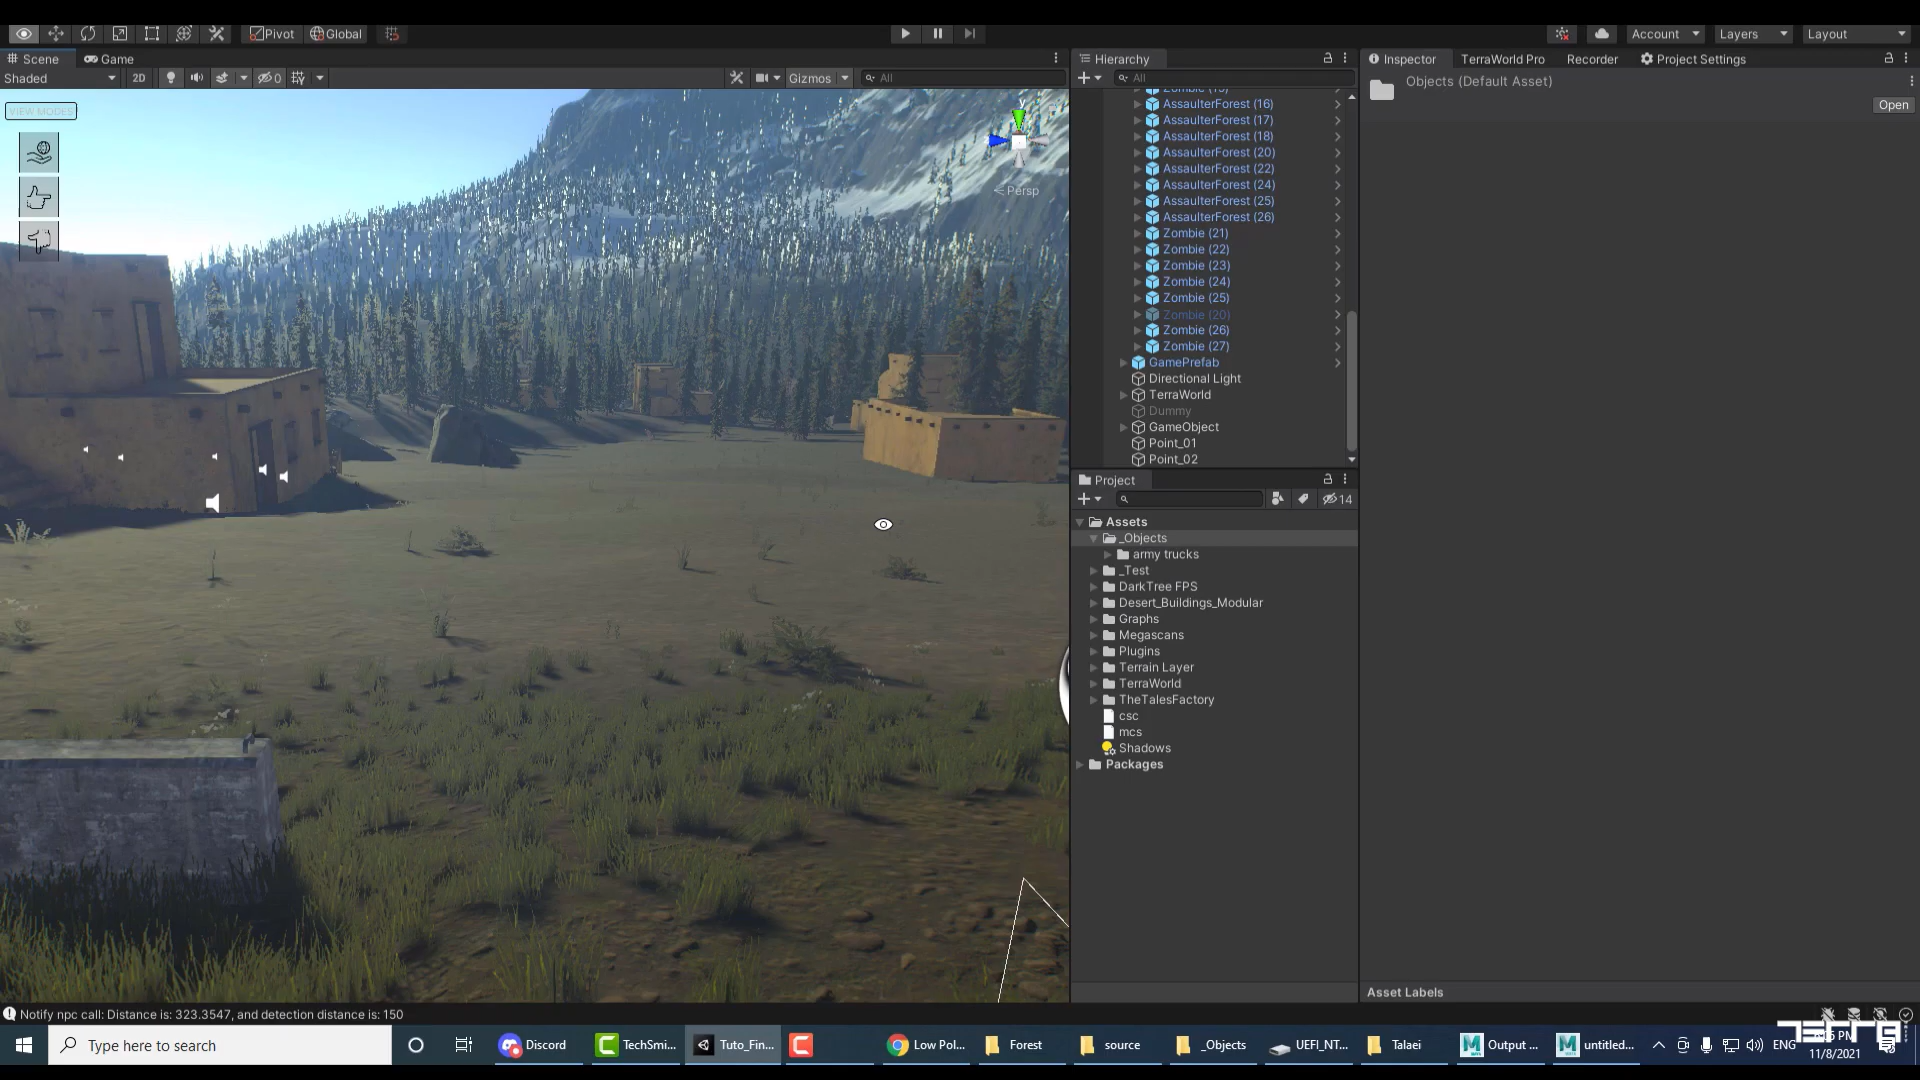 Pivot Global Account Layers Layout
Scene Game
Shaded 2D 0 Gizmos All
VIEW MODES
y
Persp
Hierarchy
All
AssaulterForest (16)
AssaulterForest (17)
AssaulterForest (18)
AssaulterForest (20)
AssaulterForest (22)
AssaulterForest (24)
AssaulterForest (25)
AssaulterForest (26)
Zombie (21)
Zombie (22)
Zombie (23)
Zombie (24)
Zombie (25)
Zombie (20)
Zombie (26)
Zombie (27)
GamePrefab
Directional Light
TerraWorld
Dummy
GameObject
Point_01
Point_02
Project
14
Assets
_Objects
army trucks
_Test
DarkTree FPS
Desert_Buildings_Modular
Graphs
Megascans
Plugins
Terrain Layer
TerraWorld
TheTalesFactory
csc
mcs
Shadows
Packages
Inspector TerraWorld Pro Recorder Project Settings
Objects (Default Asset)
Open
Asset Labels
Notify npc call: Distance is: 323.3547, and detection distance is: 150
Type here to search
Discord TechSmi... Tuto_Fin... Low Pol... Forest source _Objects UEFI_NT... Talaei Output ... untitled... ENG
11/8/2021